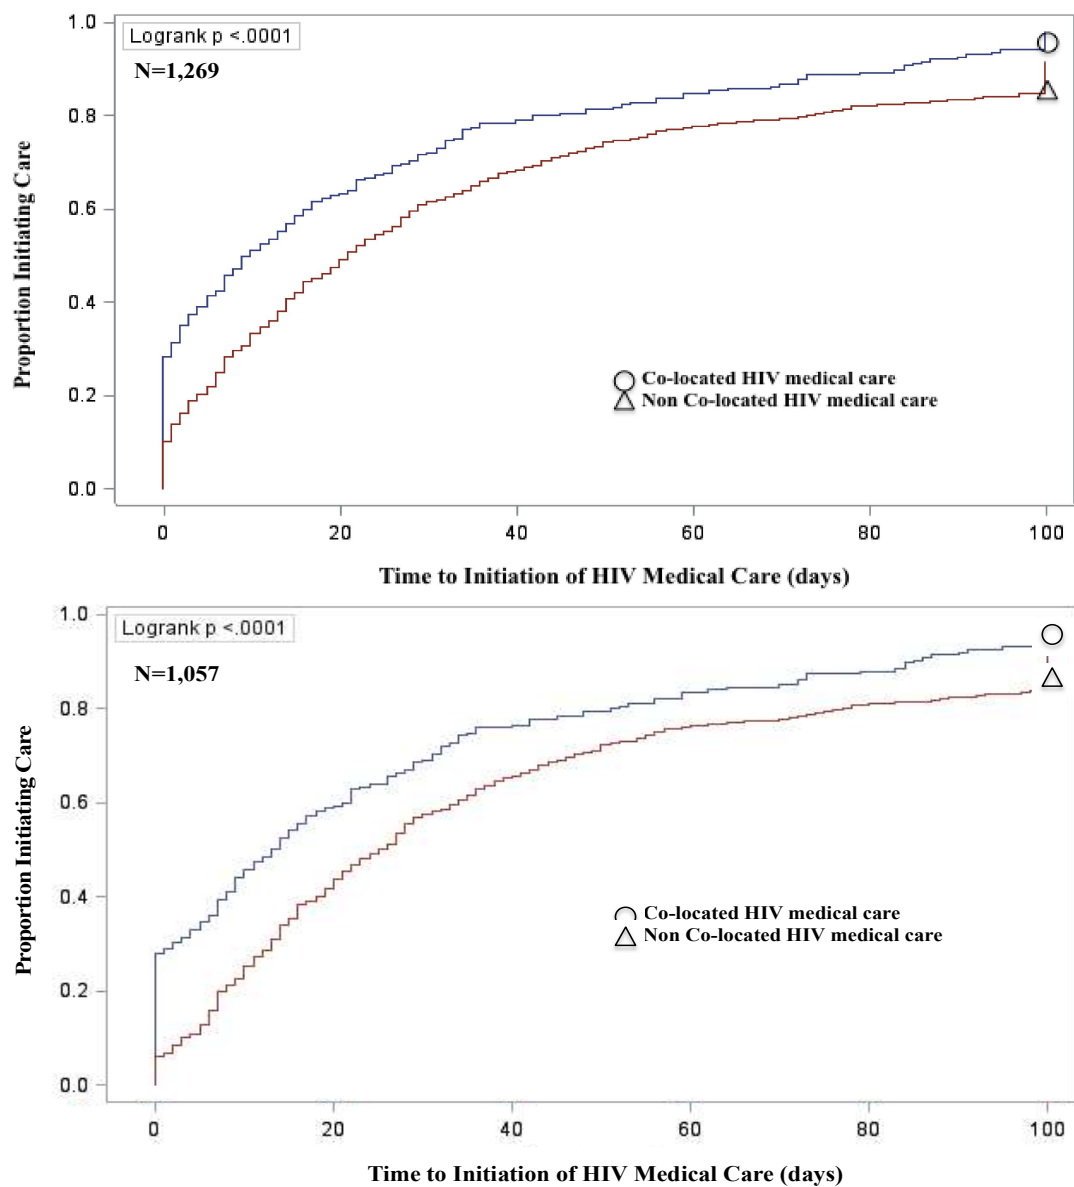 1.0
Logrank p <.0001
N=1,269
0.8
0.6
0.4
0.2
0.0
Proportion Initiating Care
Co-located HIV medical care
Non Co-located HIV medical care
0 20 40 60 80 100
Time to Initiation of HIV Medical Care (days)
1.0
Logrank p <.0001
N=1,057
0.8
0.6
0.4
0.2
0.0
Proportion Initiating Care
Co-located HIV medical care
Non Co-located HIV medical care
0 20 40 60 80 100
Time to Initiation of HIV Medical Care (days)